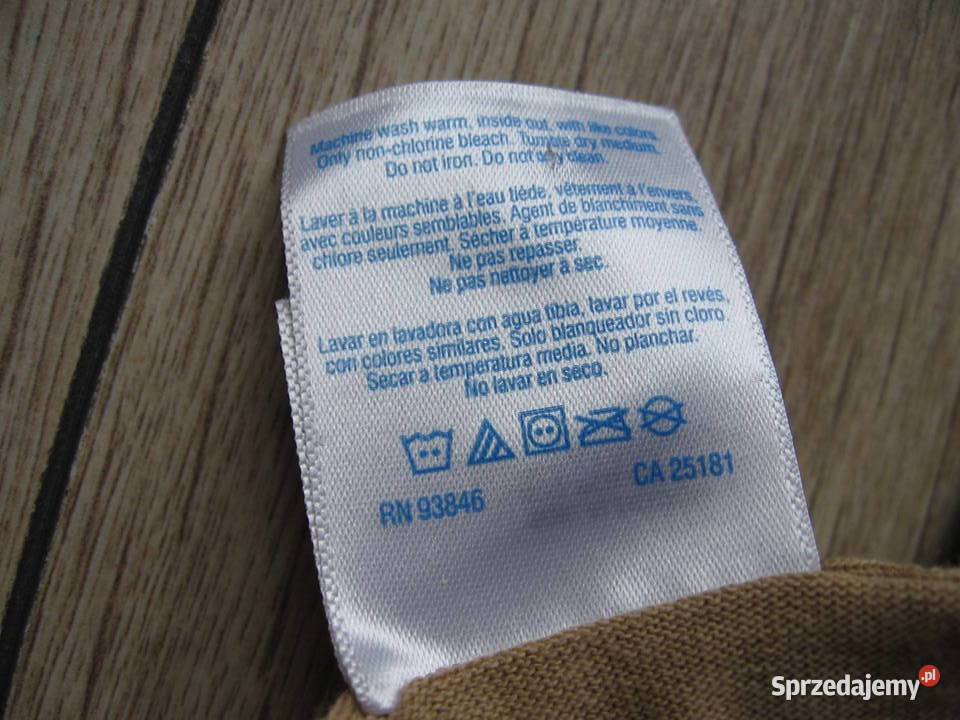 Machine wash warm, inside out, with like colors.
Only non-chlorine bleach. Tumble dry medium.
Do not iron. Do not dry clean.
Laver à la machine à l'eau tiède, vêtement à l'envers,
avec couleurs semblables. Agent de blanchiment sans
chlore seulement. Sécher à température moyenne.
Ne pas repasser.
Ne pas nettoyer à sec.
Lavar en lavadora con agua tibia, lavar por el revés,
con colores similares. Solo blanqueador sin cloro.
Secar a temperatura media. No planchar.
No lavar en seco.
RN 93846 CA 25181
Sprzedajemy.pl